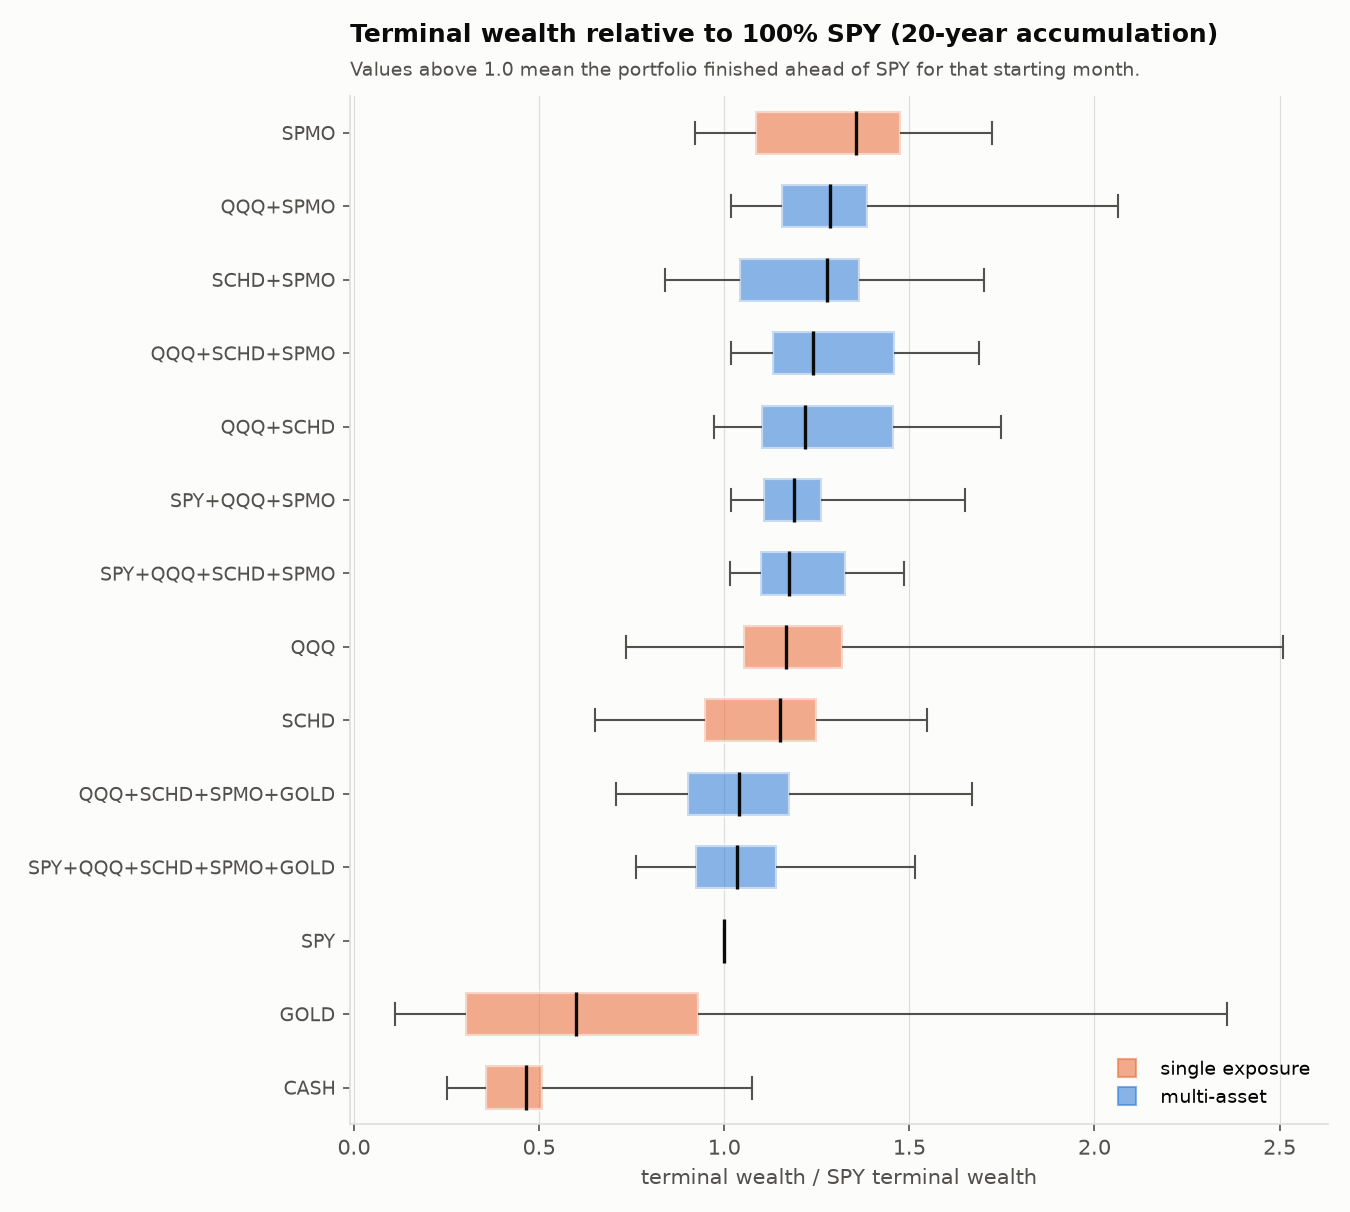 Terminal wealth relative to 100% SPY (20-year accumulation)
Values above 1.0 mean the portfolio finished ahead of SPY for that starting month.
SPMO
QQQ+SPMO
SCHD+SPMO
QQQ+SCHD+SPMO
QQQ+SCHD
SPY+QQQ+SPMO
SPY+QQQ+SCHD+SPMO
QQQ
SCHD
QQQ+SCHD+SPMO+GOLD
SPY+QQQ+SCHD+SPMO+GOLD
SPY
GOLD
CASH
single exposure
multi-asset
0.0 0.5 1.0 1.5 2.0 2.5
terminal wealth / SPY terminal wealth